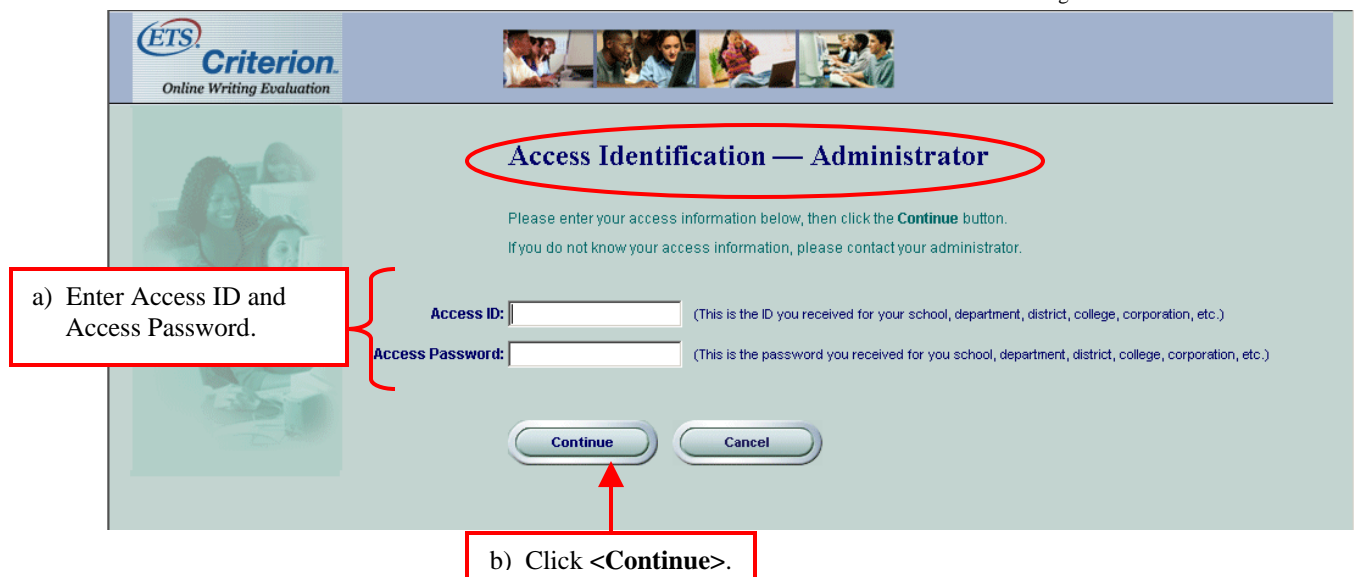 ETS.
Criterion.
Online Writing Evaluation
Access Identification — Administrator
Please enter your access information below, then click the Continue button.
If you do not know your access information, please contact your administrator.
a) Enter Access ID and
Access Password.
Access ID:
(This is the ID you received for your school, department, district, college, corporation, etc.)
Access Password:
(This is the password you received for you school, department, district, college, corporation, etc.)
Continue
Cancel
b) Click <Continue>.